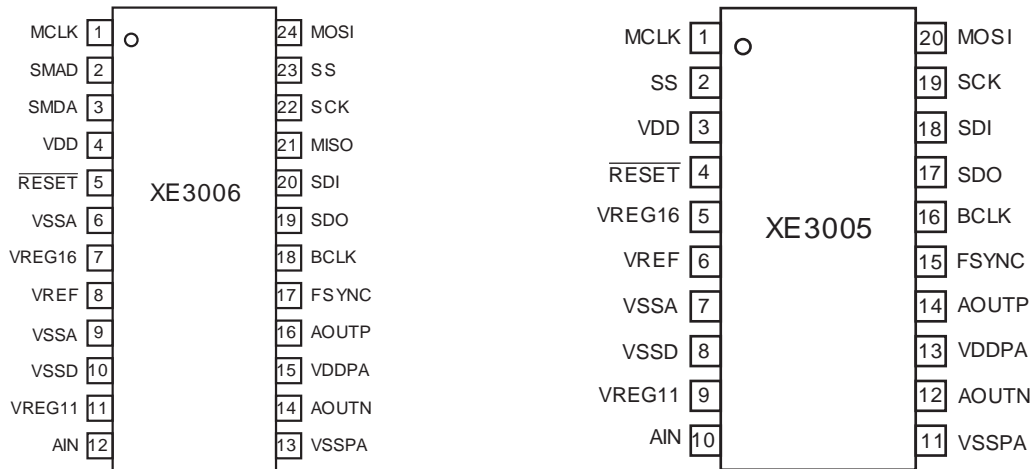 MCLK 1 24 MOSI
SMAD 2 23 SS
SMDA 3 22 SCK
VDD 4 21 MISO
RESET 5 20 SDI
XE3006
VSSA 6 19 SDO
VREG16 7 18 BCLK
VREF 8 17 FSYNC
VSSA 9 16 AOUTP
VSSD 10 15 VDDPA
VREG11 11 14 AOUTN
AIN 12 13 VSSPA
MCLK 1 20 MOSI
SS 2 19 SCK
VDD 3 18 SDI
RESET 4 17 SDO
VREG16 5 16 BCLK
XE3005
VREF 6 15 FSYNC
VSSA 7 14 AOUTP
VSSD 8 13 VDDPA
VREG11 9 12 AOUTN
AIN 10 11 VSSPA